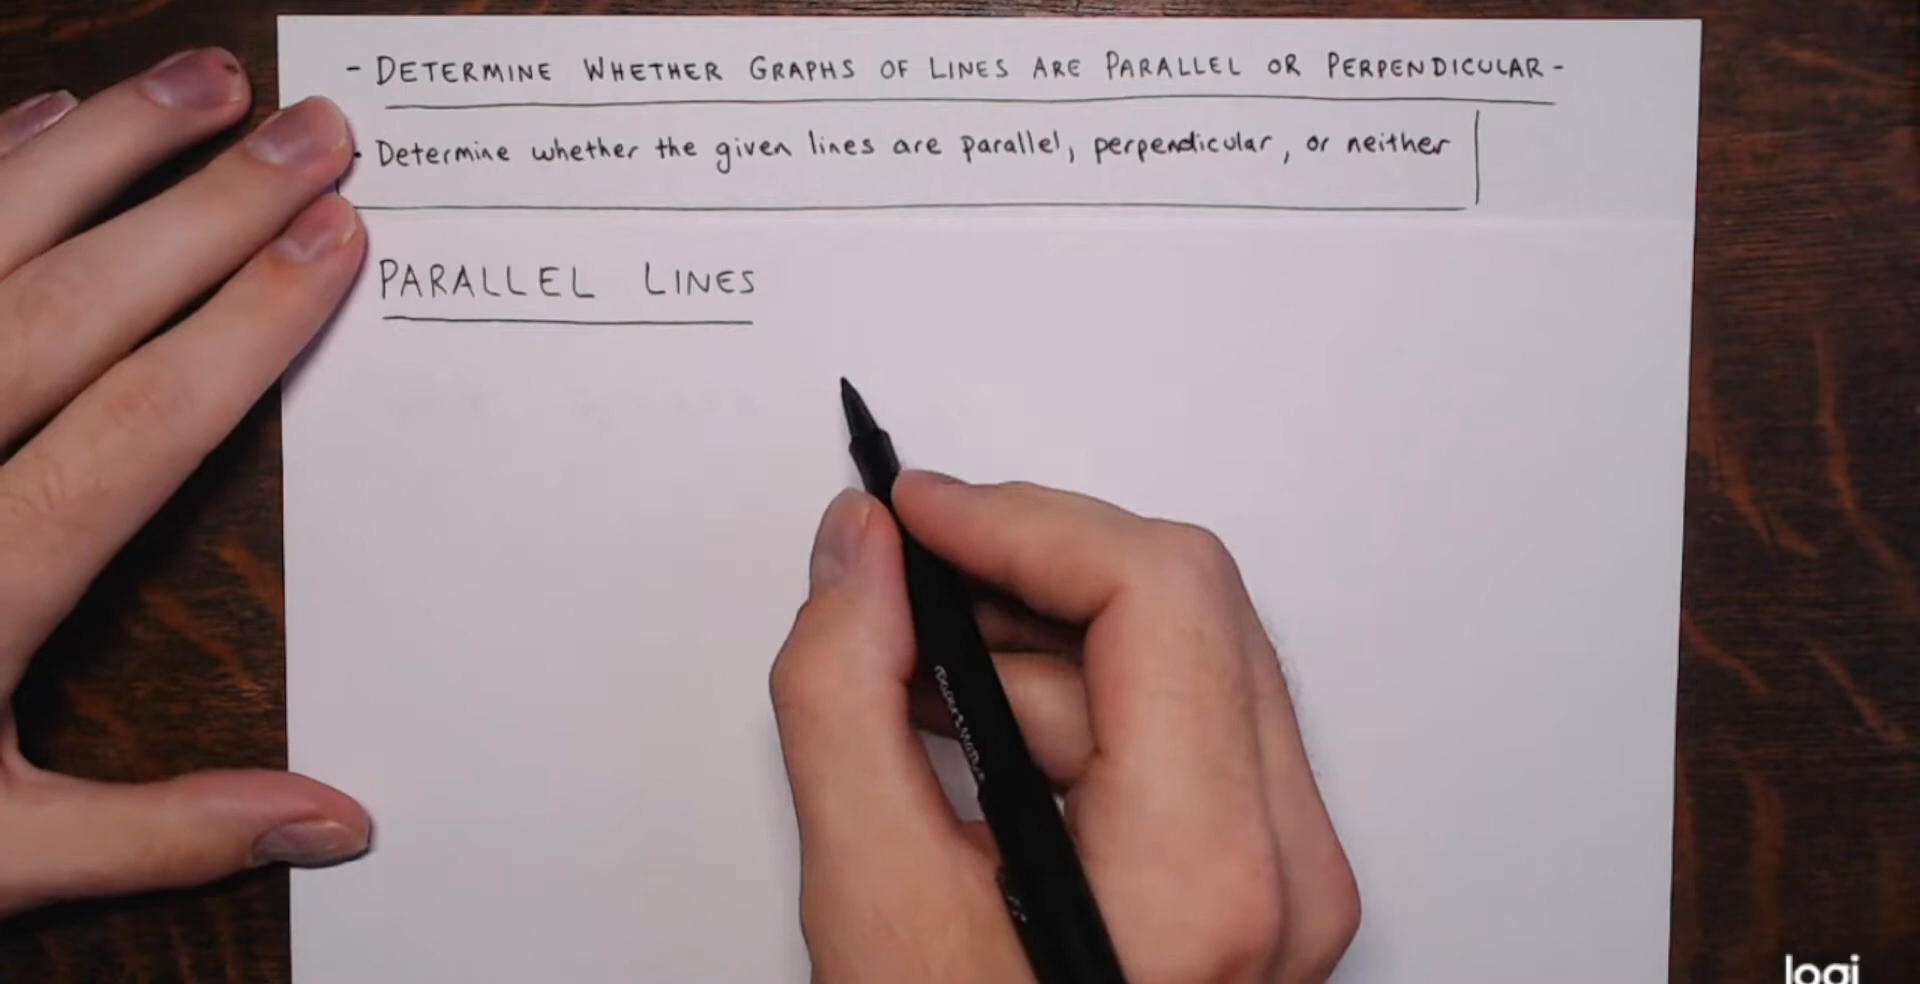 - DETERMINE WHETHER GRAPHS OF LINES ARE PARALLEL OR PERPENDICULAR -
· Determine whether the given lines are parallel, perpendicular, or neither
PARALLEL LINES
logi